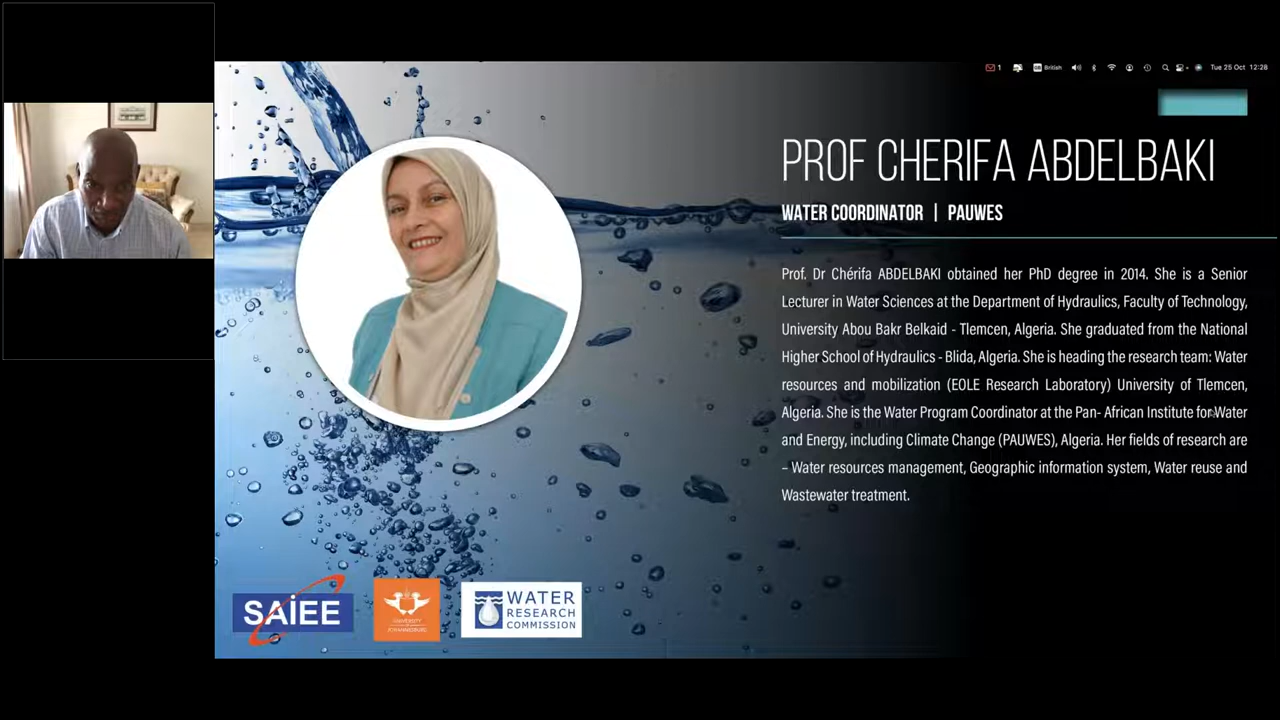 1 British Tue 25 Oct 12:28
PROF CHERIFA ABDELBAKI
WATER COORDINATOR | PAUWES
Prof. Dr Chérifa ABDELBAKI obtained her PhD degree in 2014. She is a Senior
Lecturer in Water Sciences at the Department of Hydraulics, Faculty of Technology,
University Abou Bakr Belkaid - Tlemcen, Algeria. She graduated from the National
Higher School of Hydraulics - Blida, Algeria. She is heading the research team: Water
resources and mobilization (EOLE Research Laboratory) University of Tlemcen,
Algeria. She is the Water Program Coordinator at the Pan- African Institute for Water
and Energy, including Climate Change (PAUWES), Algeria. Her fields of research are
– Water resources management, Geographic information system, Water reuse and
Wastewater treatment.
SAIEE
UNIVERSITY
OF
JOHANNESBURG
WATER
RESEARCH
COMMISSION